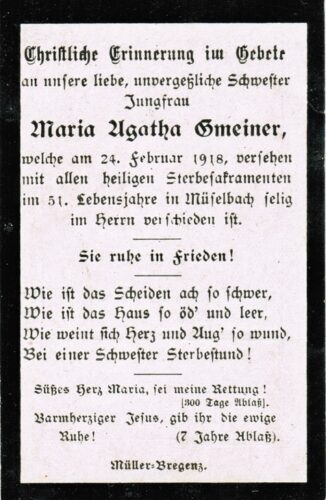 Christliche Erinnerung im Gebete
an unsere liebe, unvergeßliche Schwester
Jungfrau
Maria Agatha Gmeiner,
welche am 24. Februar 1918, versehen
mit allen heiligen Sterbesakramenten
im 51. Lebensjahre in Müselbach selig
im Herrn verschieden ist.
Sie ruhe in Frieden!
Wie ist das Scheiden ach so schwer,
Wie ist das Haus so öd' und leer,
Wie weint sich Herz und Aug' so wund,
Bei einer Schwester Sterbestund!
Süßes Herz Maria, sei meine Rettung!
[300 Tage Ablaß].
Barmherziger Jesus, gib ihr die ewige
Ruhe! (7 Jahre Ablaß).
Müller-Bregenz.